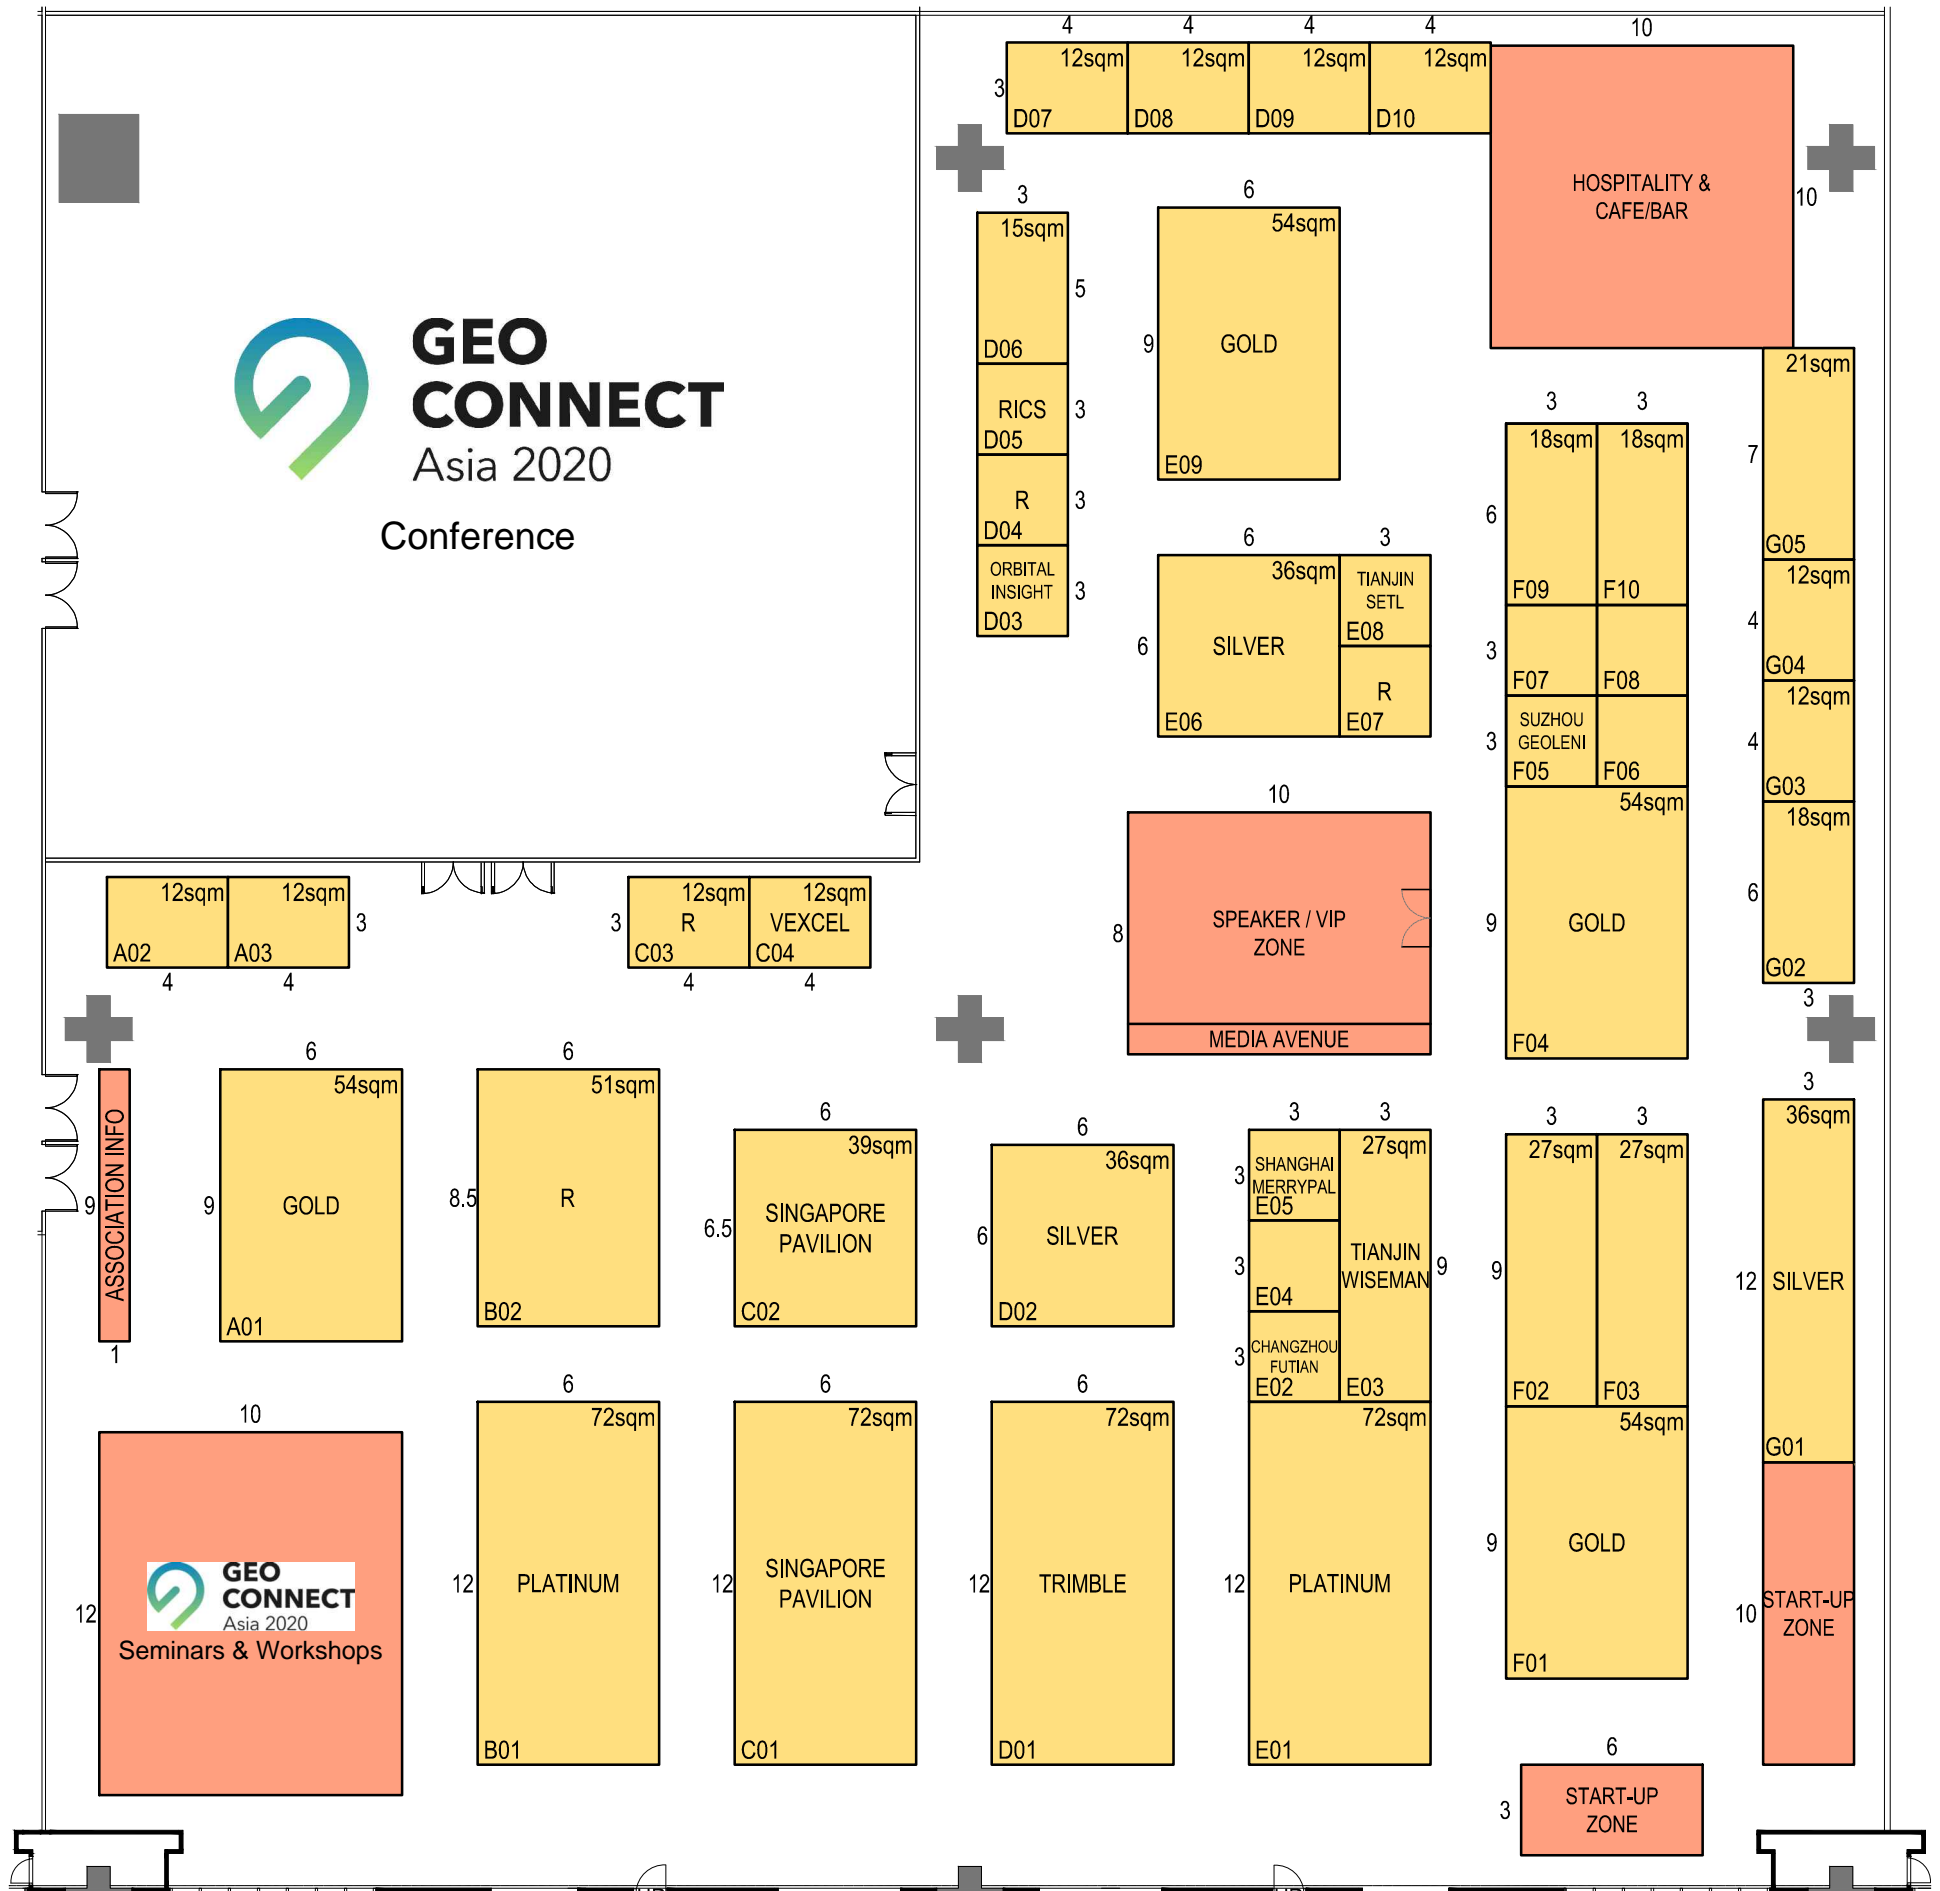 4
4
4
4
10
12sqm
12sqm
12sqm
12sqm
3
D07
D08
D09
D10
HOSPITALITY &
CAFE/BAR
10
3
15sqm
5
D06
RICS
D05
3
R
D04
3
ORBITAL
INSIGHT
D03
3
6
54sqm
9
GOLD
E09
GEO
CONNECT
Asia 2020
Conference
6
3
36sqm
6
SILVER
E06
TIANJIN
SETL
E08
R
E07
3
3
18sqm
18sqm
6
F09
F10
3
F07
F08
3
SUZHOU
GEOLENI
F05
F06
54sqm
9
GOLD
F04
21sqm
7
G05
12sqm
4
G04
12sqm
4
G03
18sqm
6
G02
3
10
8
SPEAKER / VIP
ZONE
MEDIA AVENUE
12sqm
12sqm
A02
A03
3
4
4
3
12sqm
12sqm
R
VEXCEL
C03
C04
4
4
9
ASSOCIATION INFO
1
6
54sqm
9
GOLD
A01
6
51sqm
8.5
R
B02
6
39sqm
6.5
SINGAPORE
PAVILION
C02
6
36sqm
6
SILVER
D02
3
3
3
SHANGHAI
MERRYPAL
E05
3
E04
3
CHANGZHOU
FUTIAN
E02
27sqm
TIANJIN
WISEMAN
9
E03
3
3
27sqm
27sqm
9
F02
F03
3
36sqm
12
SILVER
G01
10
12
GEO
CONNECT
Asia 2020
Seminars & Workshops
6
72sqm
12
PLATINUM
B01
6
72sqm
12
SINGAPORE
PAVILION
C01
6
72sqm
12
TRIMBLE
D01
72sqm
12
PLATINUM
E01
54sqm
9
GOLD
F01
10
START-UP
ZONE
6
3
START-UP
ZONE